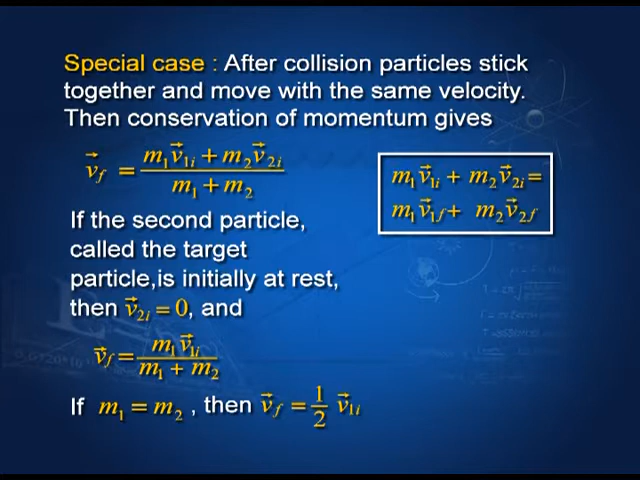 Special case : After collision particles stick
together and move with the same velocity.
Then conservation of momentum gives
v⃗_f = (m₁v⃗₁ᵢ + m₂v⃗₂ᵢ) / (m₁ + m₂)
m₁v⃗₁ᵢ + m₂v⃗₂ᵢ =
m₁v⃗₁f + m₂v⃗₂f
If the second particle,
called the target
particle,is initially at rest,
then v⃗₂ᵢ = 0, and
v⃗_f = m₁v⃗₁ᵢ / (m₁ + m₂)
If m₁ = m₂ , then v⃗_f = 1/2 v⃗₁ᵢ